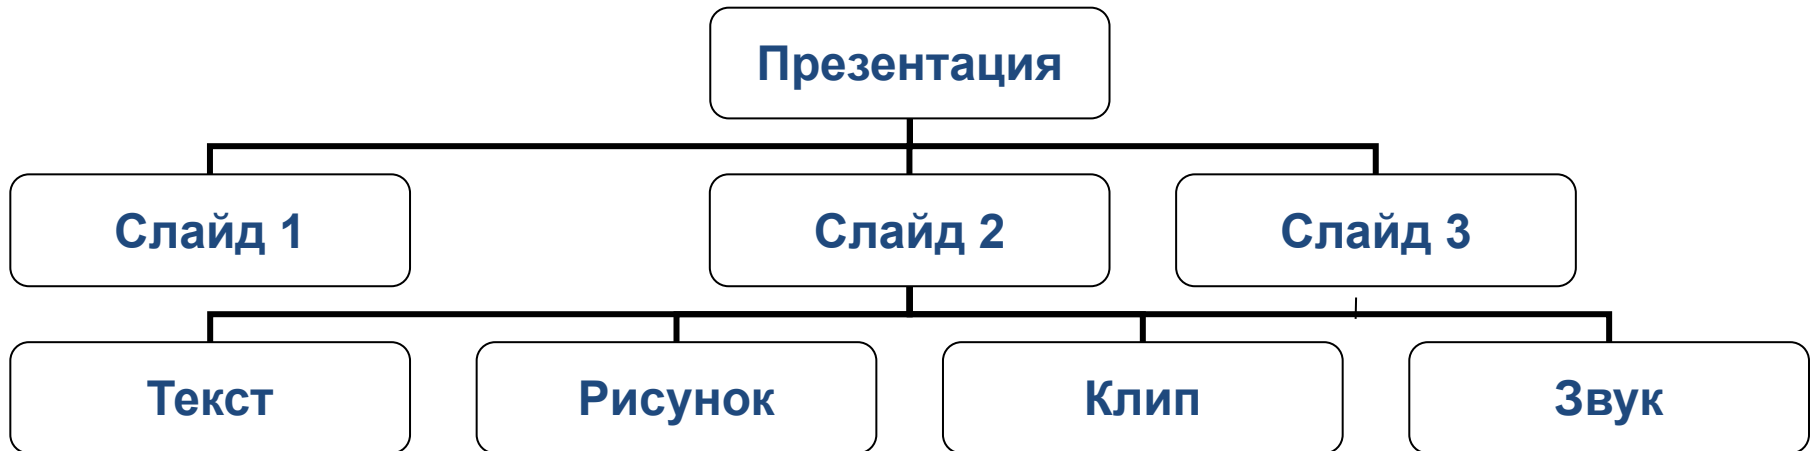 Презентация
Слайд 1
Слайд 2
Слайд 3
Текст
Рисунок
Клип
Звук